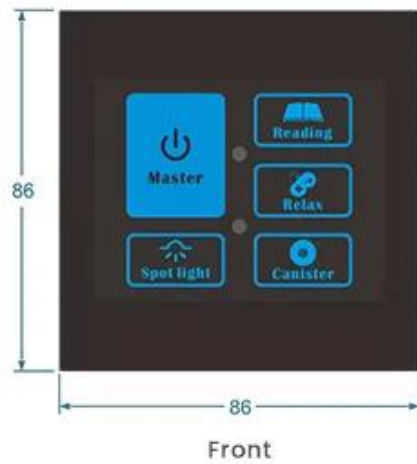 Master
Reading
Relax
Spot light
Canister
86
86
Front